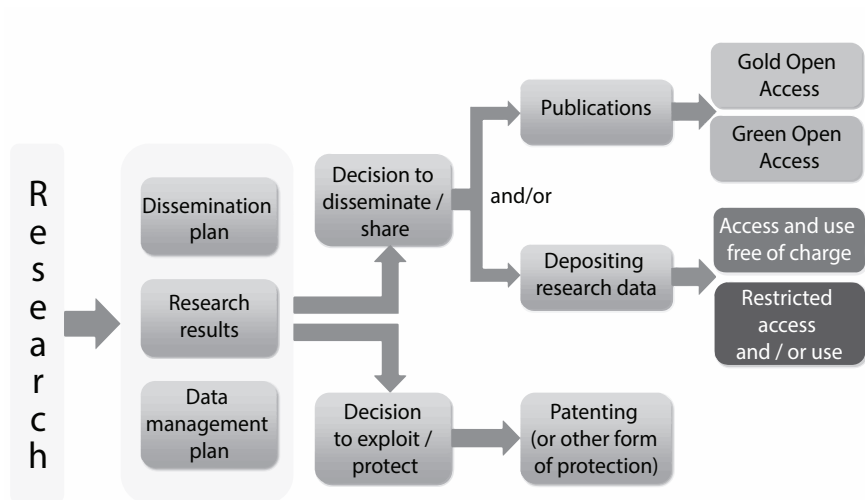 Research
Dissemination
plan
Research
results
Data
management
plan
Decision to
disseminate /
share
Decision
to exploit /
protect
and/or
Publications
Depositing
research data
Patenting
(or other form
of protection)
Gold Open
Access
Green Open
Access
Access and use
free of charge
Restricted
access
and / or use